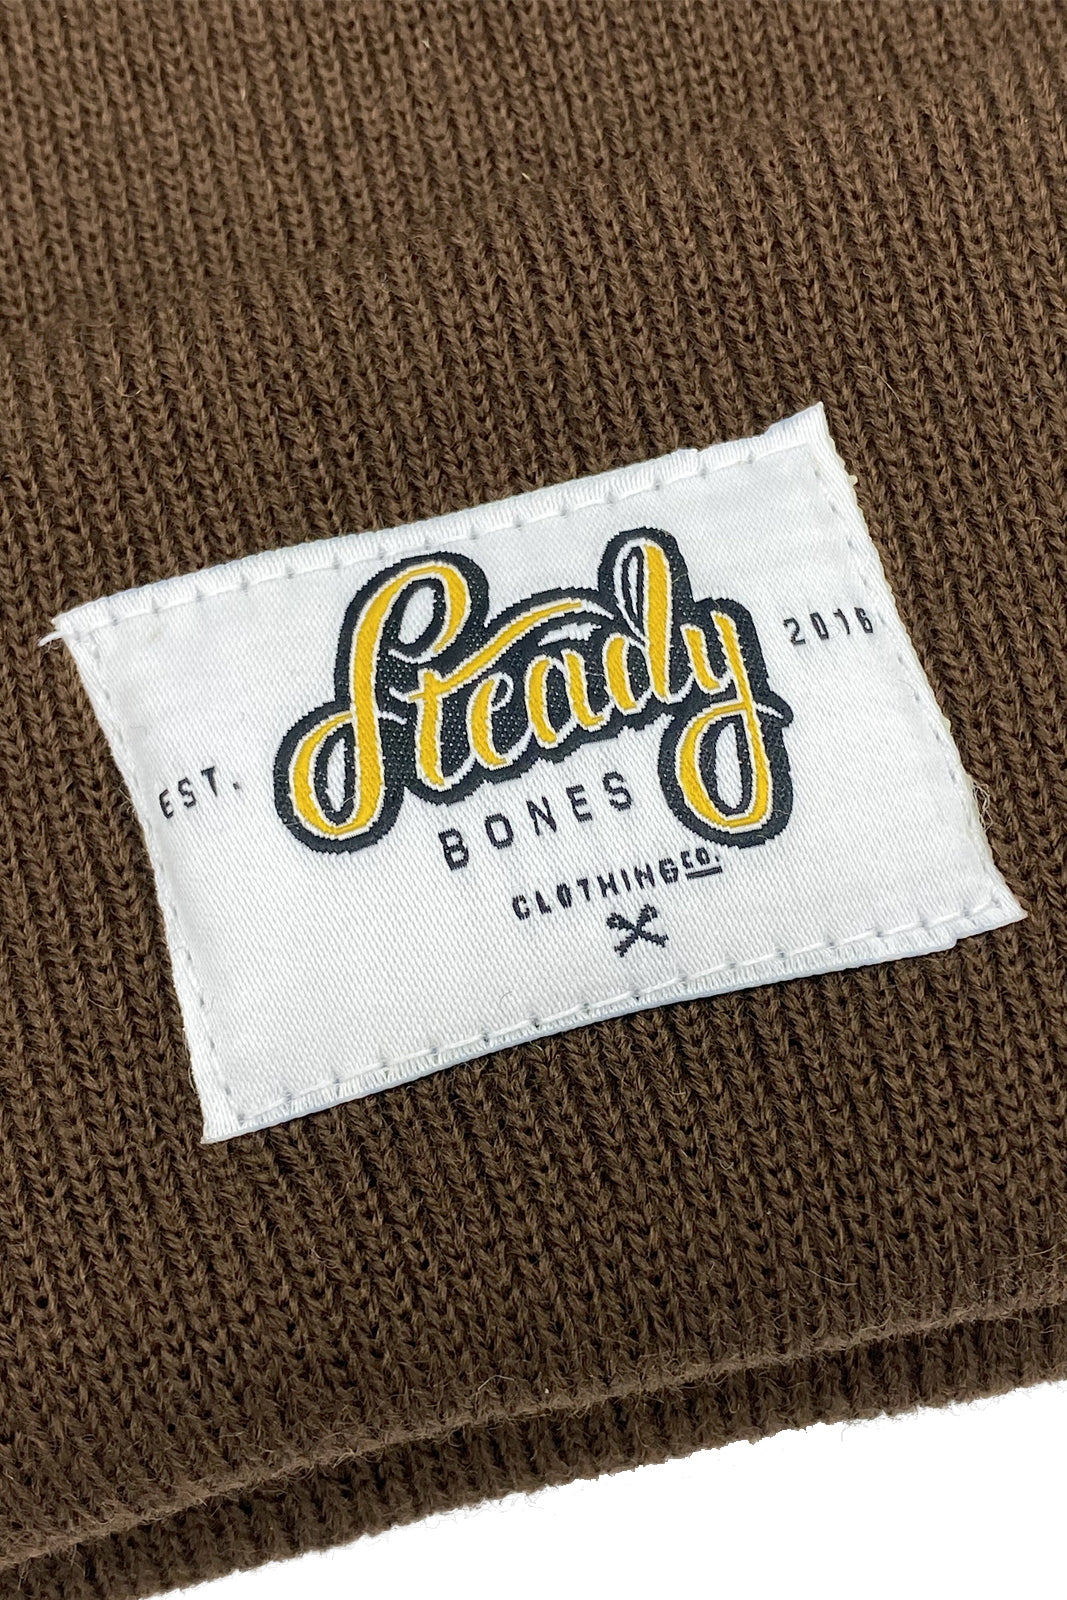 Steady
EST. 2016
BONES
CLOTHING CO.